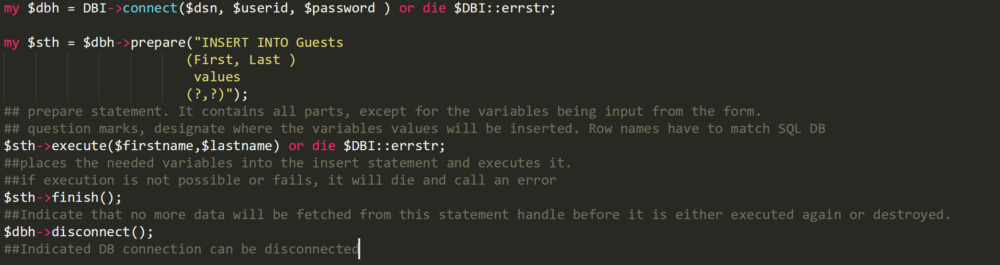 my $dbh = DBI->connect($dsn, $userid, $password ) or die $DBI::errstr;
my $sth = $dbh->prepare("INSERT INTO Guests
(First, Last )
values
(?,?)");
## prepare statement. It contains all parts, except for the variables being input from the form.
## question marks, designate where the variables values will be inserted. Row names have to match SQL DB
$sth->execute($firstname,$lastname) or die $DBI::errstr;
##places the needed variables into the insert statement and executes it.
##if execution is not possible or fails, it will die and call an error
$sth->finish();
##Indicate that no more data will be fetched from this statement handle before it is either executed again or destroyed.
$dbh->disconnect();
##Indicated DB connection can be disconnected